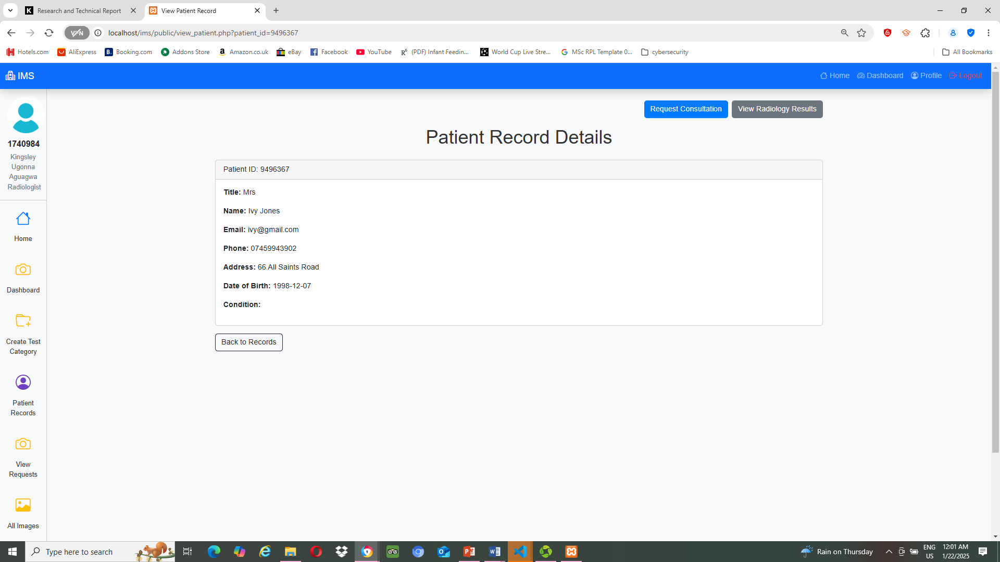 Research and Technical Report
View Patient Record
VPN
localhost/ims/public/view_patient.php?patient_id=9496367
Hotels.com
AliExpress
Booking.com
Addons Store
Amazon.co.uk
eBay
Facebook
YouTube
(PDF) Infant Feedin...
World Cup Live Stre...
MSc RPL Template 0...
cybersecurity
All Bookmarks
IMS
Home
Dashboard
Profile
Logout
1740984
Kingsley
Ugonna
Aguagwa
Radiologist
Home
Dashboard
Create Test
Category
Patient
Records
View
Requests
All Images
Request Consultation
View Radiology Results
Patient Record Details
Patient ID: 9496367
Title: Mrs
Name: Ivy Jones
Email: ivy@gmail.com
Phone: 07459943902
Address: 66 All Saints Road
Date of Birth: 1998-12-07
Condition:
Back to Records
Type here to search
Rain on Thursday
ENG
US
12:01 AM
1/22/2025